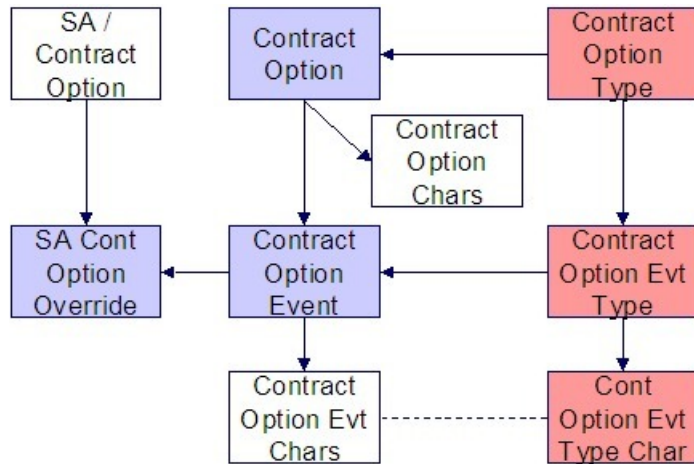 SA /
Contract
Option
Contract
Option
Contract
Option
Type
Contract
Option
Chars
SA Cont
Option
Override
Contract
Option
Event
Contract
Option Evt
Type
Contract
Option Evt
Chars
Cont
Option Evt
Type Char